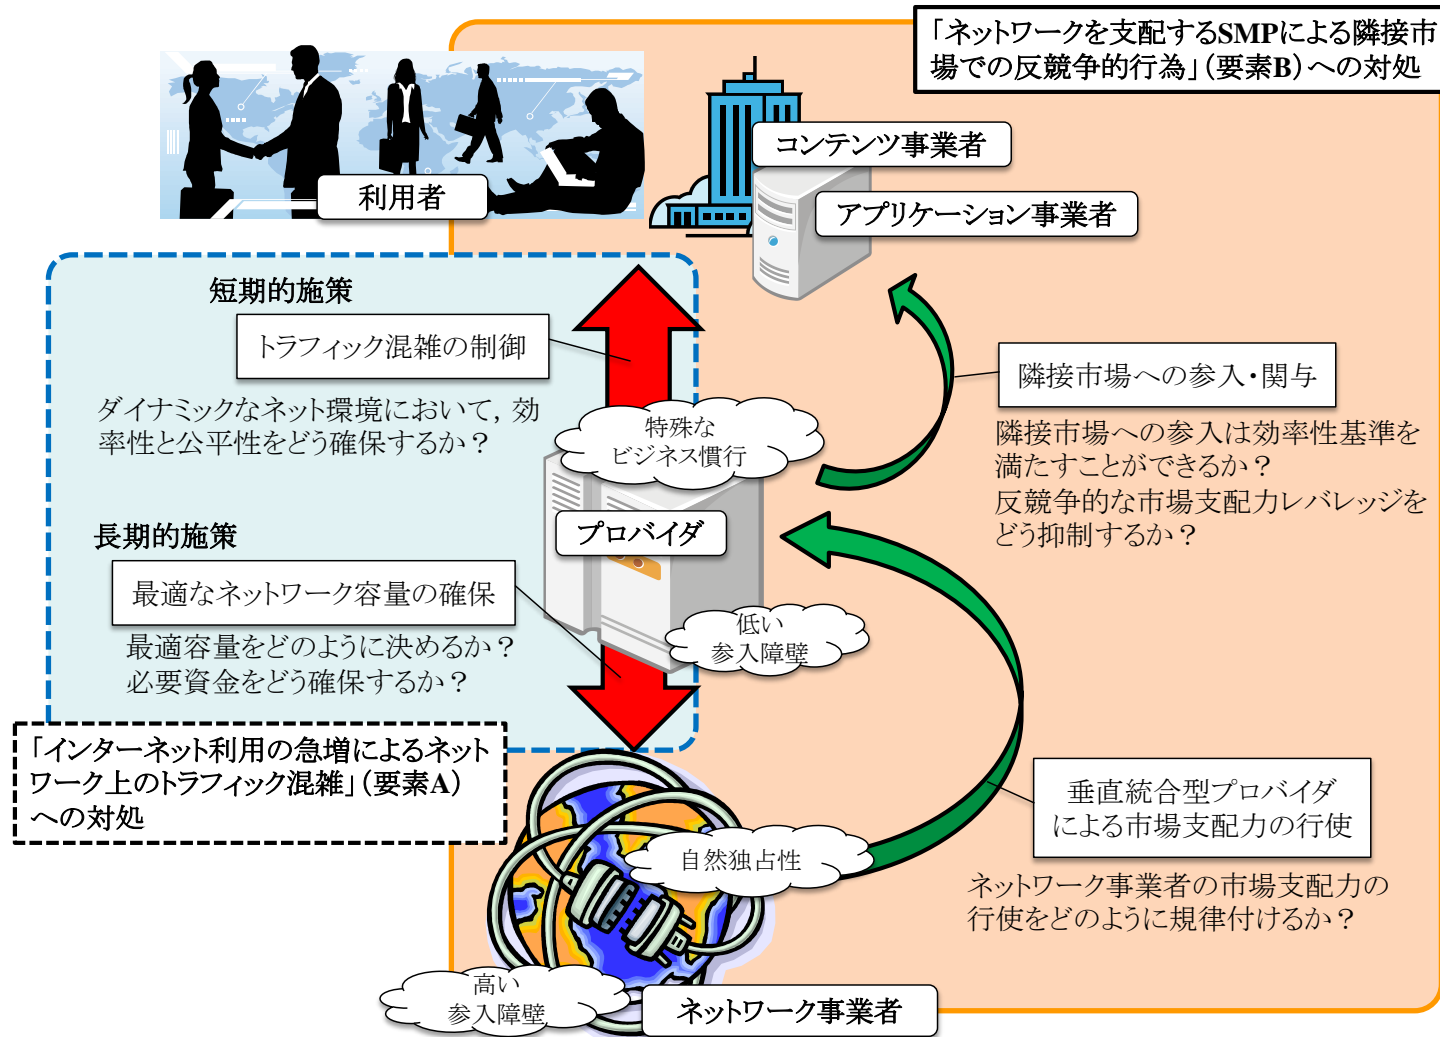 「ネットワークを支配するSMPによる隣接市
場での反競争的行為」（要素B）への対処
利用者
コンテンツ事業者
アプリケーション事業者
短期的施策
トラフィック混雑の制御
ダイナミックなネット環境において，効
率性と公平性をどう確保するか？
特殊な
ビジネス慣行
隣接市場への参入・関与
隣接市場への参入は効率性基準を
満たすことができるか？
反競争的な市場支配力レバレッジを
どう抑制するか？
プロバイダ
長期的施策
最適なネットワーク容量の確保
最適容量をどのように決めるか？
必要資金をどう確保するか？
低い
参入障壁
「インターネット利用の急増によるネット
ワーク上のトラフィック混雑」（要素A）
への対処
垂直統合型プロバイダ
による市場支配力の行使
ネットワーク事業者の市場支配力の
行使をどのように規律付けるか？
自然独占性
高い
参入障壁
ネットワーク事業者